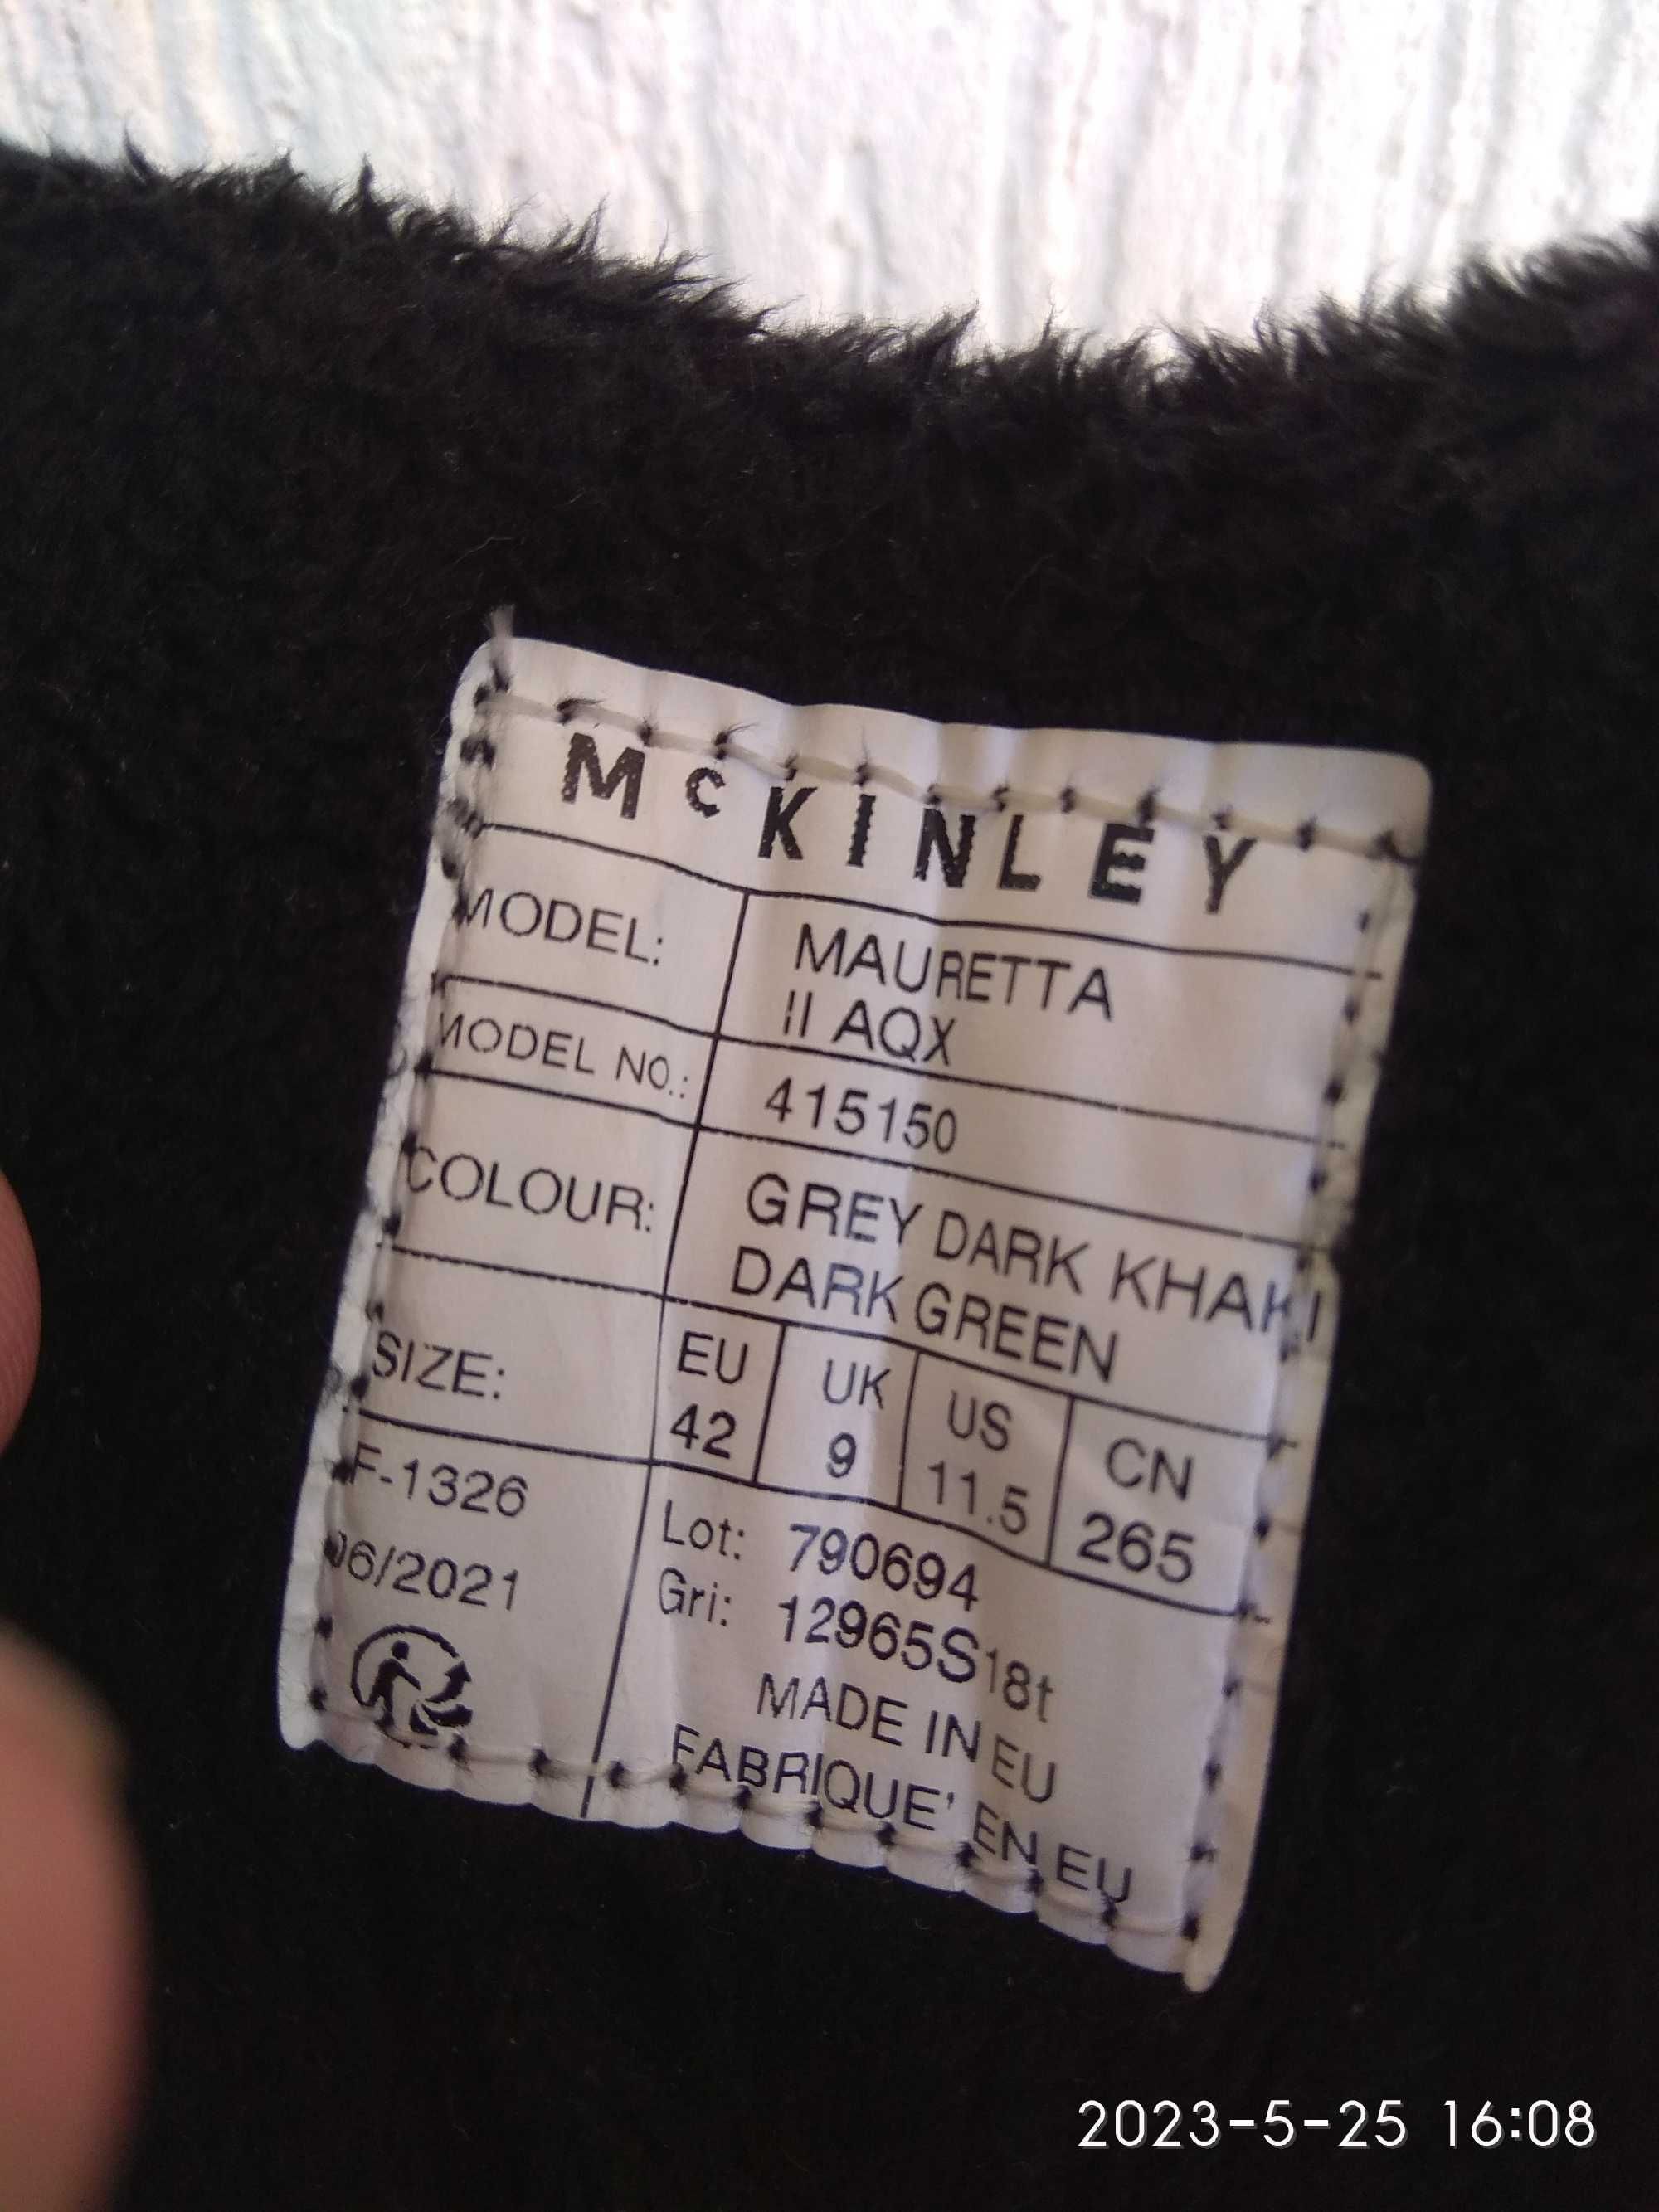 McKINLEY
MODEL: MAURETTA
II AQX
MODEL NO.: 415150
COLOUR: GREY DARK KHAKI
DARK GREEN
SIZE: EU UK US CN
42 9 11.5 265
F-1326
06/2021
Lot: 790694
Gri: 12965S18t
MADE IN EU
FABRIQUE' EN EU
2023-5-25 16:08